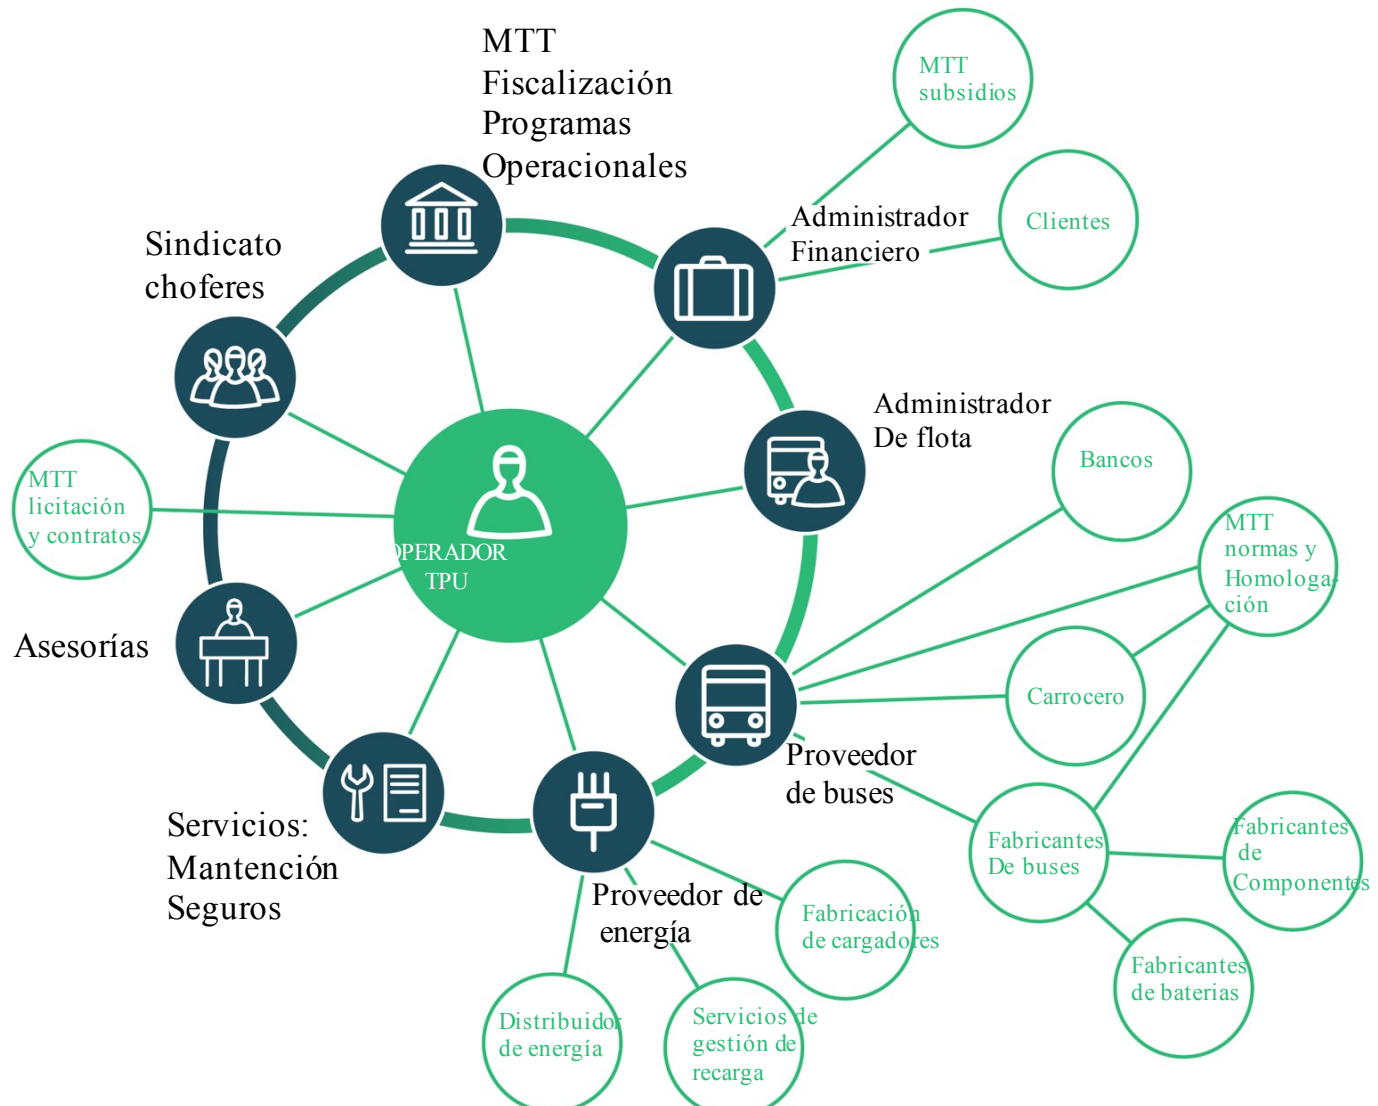 MTT
Fiscalización
Programas
Operacionales
MTT
subsidios
Administrador
Financiero
Clientes
Sindicato
choferes
Administrador
De flota
Bancos
MTT
licitación
y contratos
MTT
normas y
Homologa-
ción
OPERADOR
TPU
Asesorías
Carrocero
Proveedor
de buses
Servicios:
Mantención
Seguros
Fabricantes
De buses
Fabricantes
de
Componentes
Proveedor de
energía
Fabricación
de cargadores
Fabricantes
de baterias
Distribuidor
de energía
Servicios de
gestión de
recarga